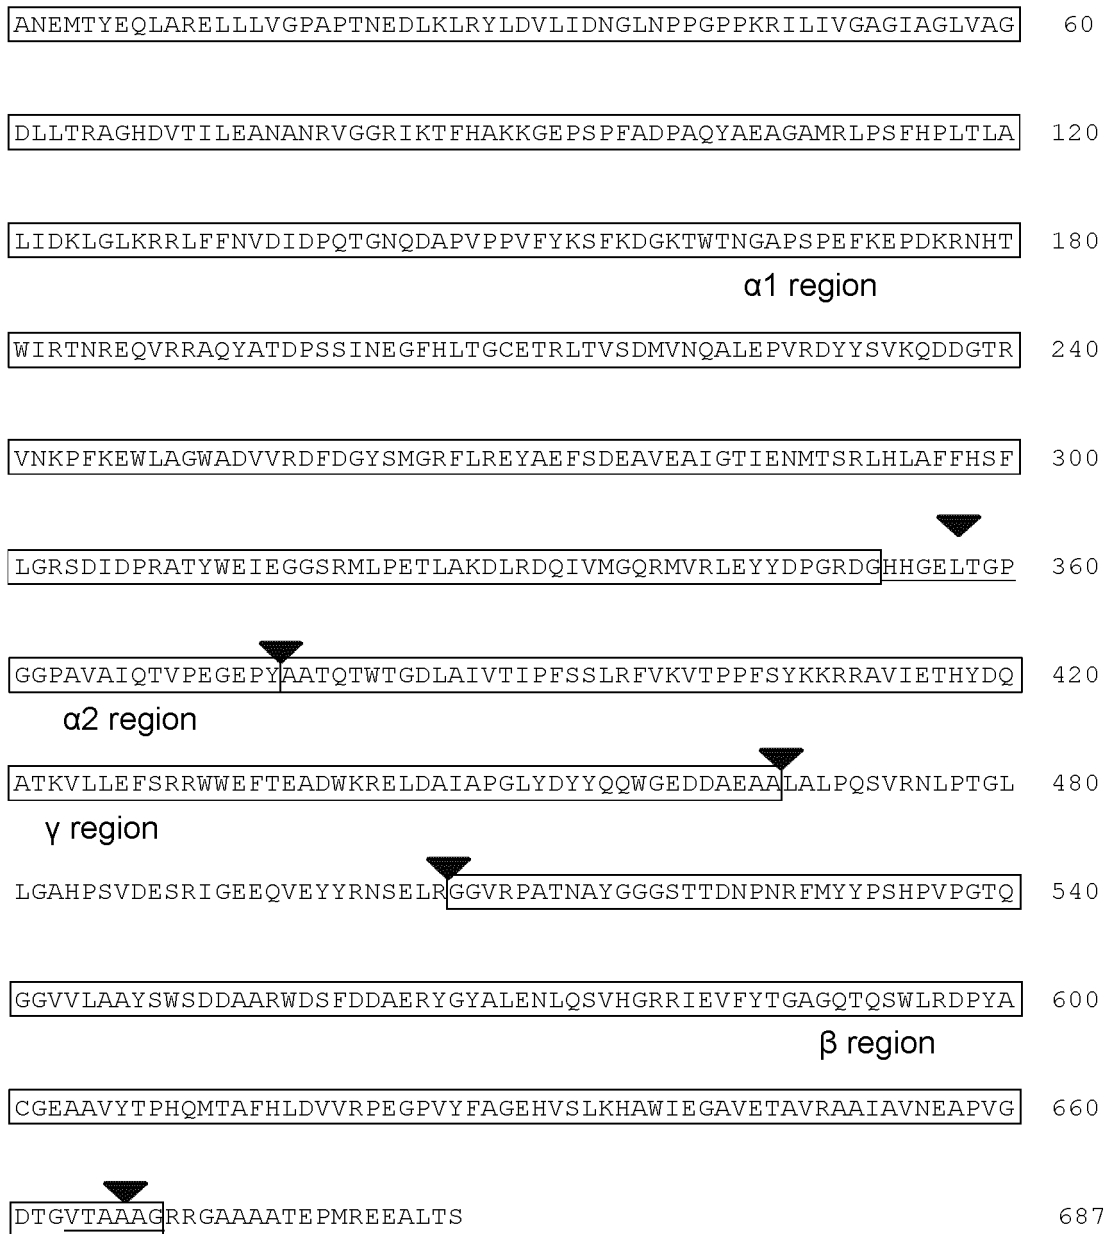 ANEMTYEQLARELLLVGPAPTNEDLKLRYLDVLIDNGLNPPGPPKRILIVGAGIAGLVAG 60
DLLTRAGHDVTILEANANRVGGRIKTFHAKKGEPSPFADPAQYAEAGAMRLPSFHPLTLA 120
LIDKLGLKRRLFFNVDIDPQTGNQDAPVPPVFYKSFKDGKTWTNGAPSPEFKEPDKRNHT 180
α1 region
WIRTNREQVRRAQYATDPSSINEGFHLTGCETRLTVSDMVNQALEPVRDYYSVKQDDGTR 240
VNKPFKEWLAGWADVVRDFDGYSMGRFLREYAEFSDEAVEAIGTIENMTSRLHLAFFHSF 300
LGRSDIDPRATYWEIEGGSRMLPETLAKDLRDQIVMGQRMVRLEYYDPGRDGHHGELTGP 360
GGPAVAIQTVPEGEPYAATQTWTGDLAIVTIPFSSLRFVKVTPPFSYKKRRAVIETHYDQ 420
α2 region
ATKVLLEFSRRWWEFTEADWKRELDAIAPGLYDYYQQWGEDDAEAALALPQSVRNLPTGL 480
γ region
LGAHPSVDESRIGEEQVEYYRNSELRGGVRPATNAYGGGSTTDNPNRFMYYPSHPVPGTQ 540
GGVVLAAYSWSDDAARWDSFDDAERYGYALENLQSVHGRRIEVFYTGAGQTQSWLRDPYA 600
β region
CGEAAVYTPHQMTAFHLDVVRPEGPVYFAGEHVSLKHAWIEGAVETAVRAAIAVNEAPVG 660
DTGVTAAAGRRGAAAATEPMREEALTS 687